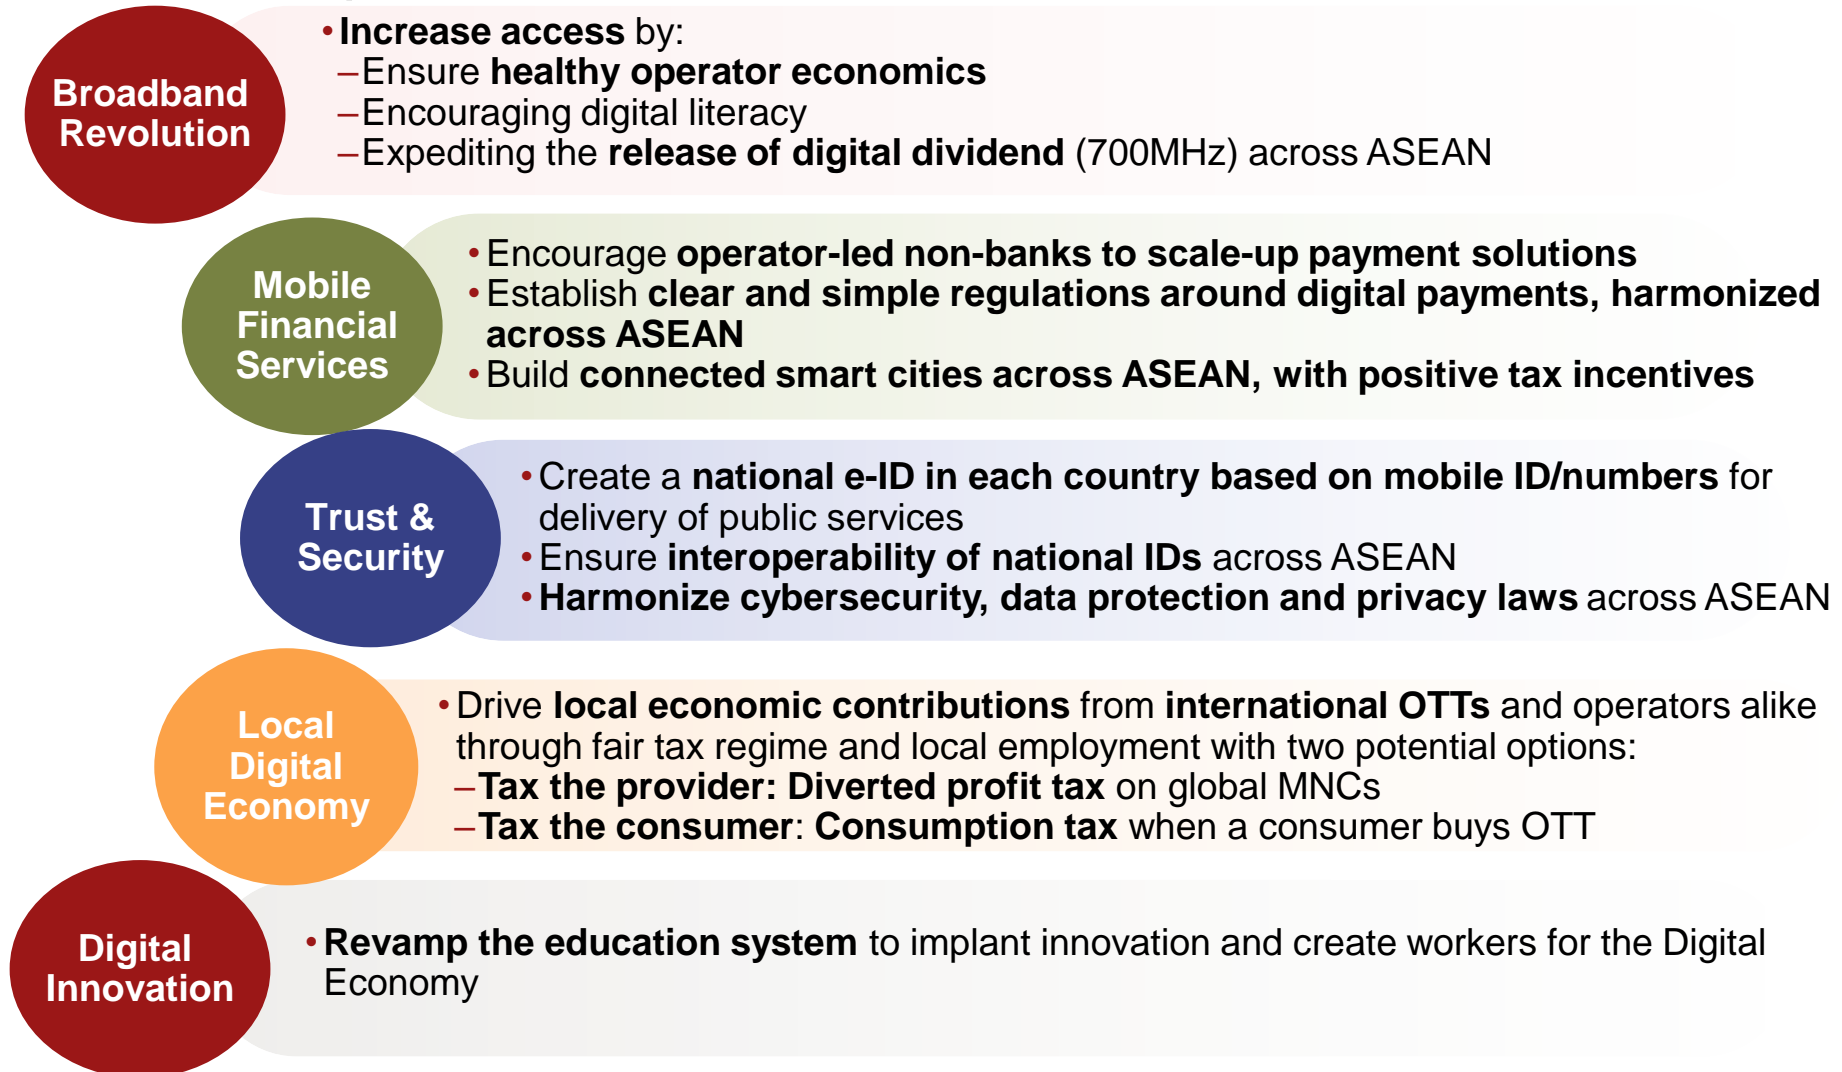 Broadband
Revolution
•Increase access by:
–Ensure healthy operator economics
–Encouraging digital literacy
–Expediting the release of digital dividend (700MHz) across ASEAN
Mobile
Financial
Services
•Encourage operator-led non-banks to scale-up payment solutions
•Establish clear and simple regulations around digital payments, harmonized
across ASEAN
•Build connected smart cities across ASEAN, with positive tax incentives
Trust &
Security
•Create a national e-ID in each country based on mobile ID/numbers for
delivery of public services
•Ensure interoperability of national IDs across ASEAN
•Harmonize cybersecurity, data protection and privacy laws across ASEAN
Local
Digital
Economy
•Drive local economic contributions from international OTTs and operators alike
through fair tax regime and local employment with two potential options:
–Tax the provider: Diverted profit tax on global MNCs
–Tax the consumer: Consumption tax when a consumer buys OTT
Digital
Innovation
•Revamp the education system to implant innovation and create workers for the Digital
Economy